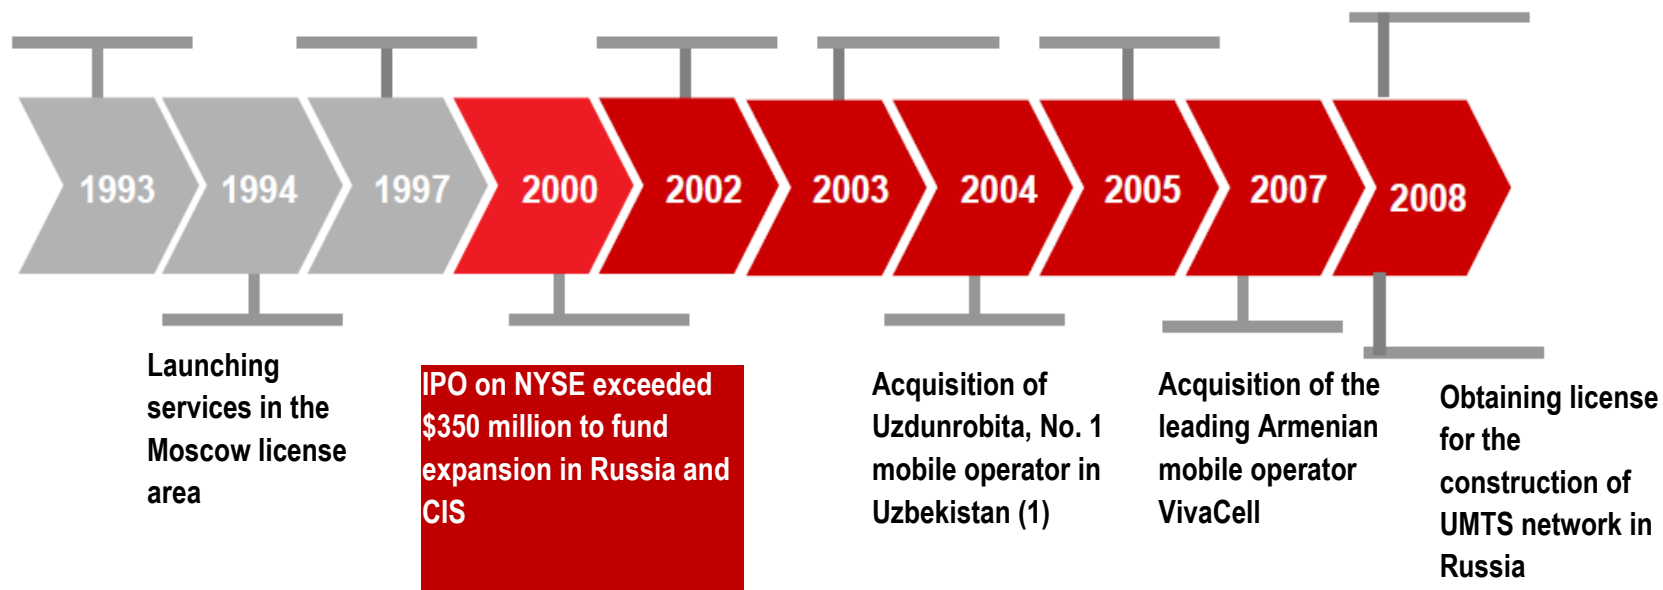 1993
1994
1997
2000
2002
2003
2004
2005
2007
2008
Launching
services in the
Moscow license
area
IPO on NYSE exceeded
$350 million to fund
expansion in Russia and
CIS
Acquisition of
Uzdunrobita, No. 1
mobile operator in
Uzbekistan (1)
Acquisition of the
leading Armenian
mobile operator
VivaCell
Obtaining license
for the
construction of
UMTS network in
Russia